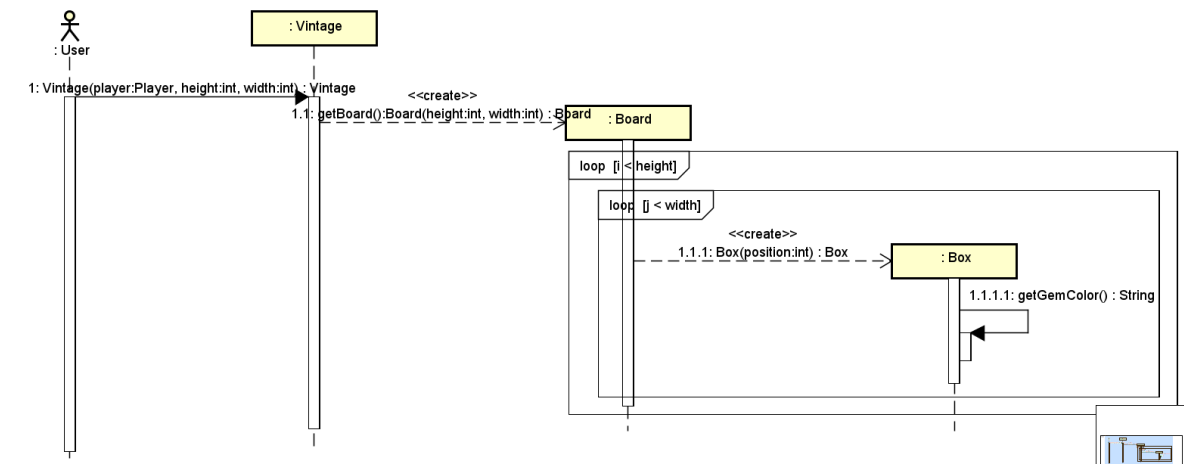 : User
: Vintage
1: Vintage(player:Player, height:int, width:int) : Vintage
<<create>>
1.1: getBoard():Board(height:int, width:int) : Board
: Board
loop [i < height]
loop [j < width]
<<create>>
1.1.1: Box(position:int) : Box
: Box
1.1.1.1: getGemColor() : String